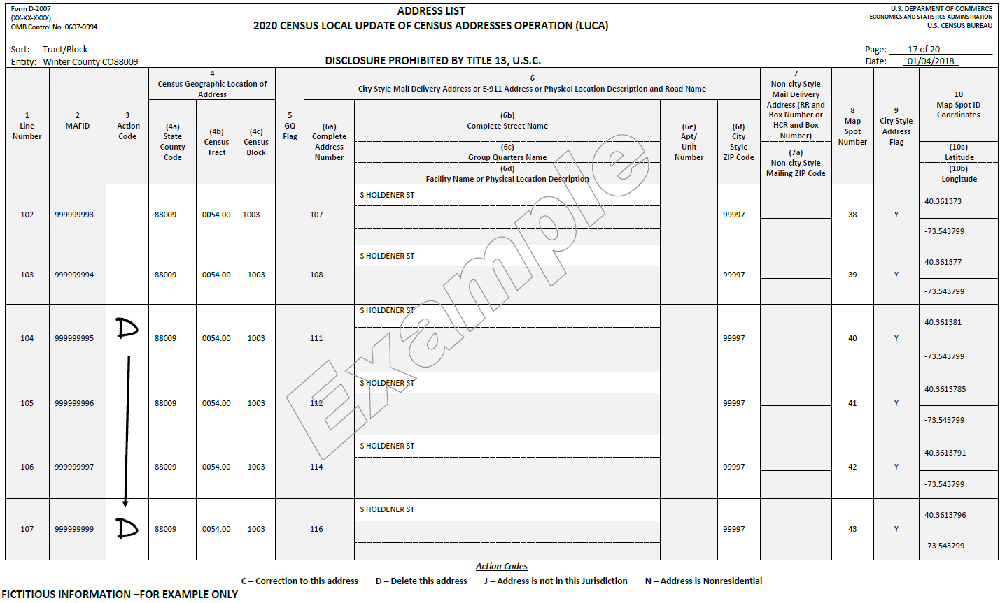 Form D-2007
(XX-XX-XXXX)
OMB Control No. 0607-0994
ADDRESS LIST
2020 CENSUS LOCAL UPDATE OF CENSUS ADDRESSES OPERATION (LUCA)
U.S. DEPARMENT OF COMMERCE
ECONOMICS AND STATISTICS ADMINSTRATION
U.S. CENSUS BUREAU
Sort: Tract/Block
Entity: Winter County CO88009
DISCLOSURE PROHIBITED BY TITLE 13, U.S.C.
Page: 17 of 20
Date: _01/04/2018_
1
Line
Number
2
MAFID
3
Action
Code
4
Census Geographic Location of
Address
(4a)
State
County
Code
(4b)
Census
Tract
(4c)
Census
Block
5
GQ
Flag
6
City Style Mail Delivery Address or E-911 Address or Physical Location Description and Road Name
(6a)
Complete
Address
Number
(6b)
Complete Street Name
(6c)
Group Quarters Name
(6d)
Facility Name or Physical Location Description
(6e)
Apt/
Unit
Number
(6f)
City
Style
ZIP Code
7
Non-city Style
Mail Delivery
Address (RR and
Box Number or
HCR and Box
Number)
(7a)
Non-city Style
Mailing ZIP Code
8
Map
Spot
Number
9
City Style
Address
Flag
10
Map Spot ID
Coordinates
(10a)
Latitude
(10b)
Longitude
102 999999993 88009 0054.00 1003 107 S HOLDENER ST 99997 38 Y 40.361373
-73.543799
103 999999994 88009 0054.00 1003 108 S HOLDENER ST 99997 39 Y 40.361377
-73.543799
104 999999995 D 88009 0054.00 1003 111 S HOLDENER ST 99997 40 Y 40.361381
-73.543799
105 999999996 88009 0054.00 1003 112 S HOLDENER ST 99997 41 Y 40.3613785
-73.543799
106 999999997 88009 0054.00 1003 114 S HOLDENER ST 99997 42 Y 40.3613791
-73.543799
107 999999999 D 88009 0054.00 1003 116 S HOLDENER ST 99997 43 Y 40.3613796
-73.543799
Example
Action Codes
C – Correction to this address D – Delete this address J – Address is not in this Jurisdiction N – Address is Nonresidential
FICTITIOUS INFORMATION –FOR EXAMPLE ONLY